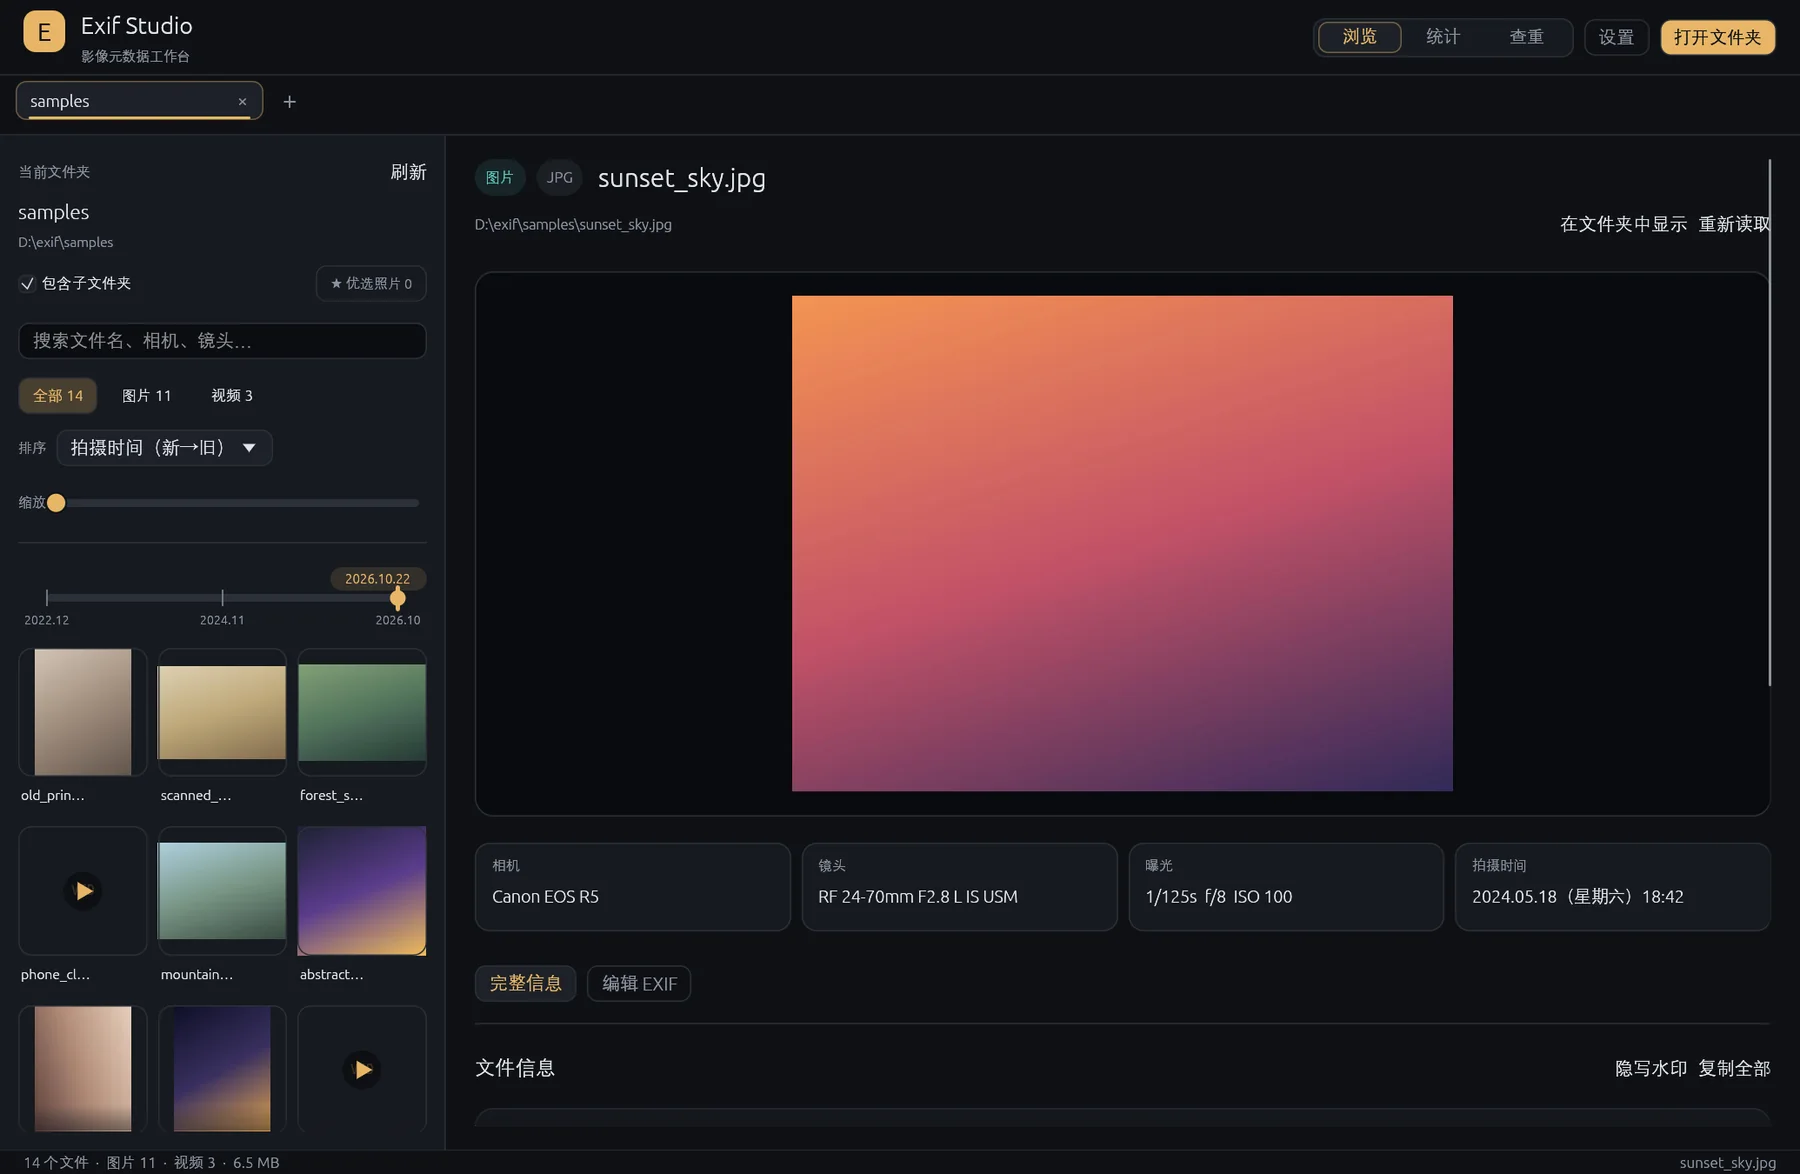 E
Exif Studio
影像元数据工作台
浏览 统计 查重 设置 打开文件夹
samples × +
当前文件夹 刷新
samples
D:\exif\samples
✓ 包含子文件夹 ★ 优选照片 0
搜索文件名、相机、镜头…
全部 14 图片 11 视频 3
排序 拍摄时间（新→旧） ▼
缩放
2026.10.22
2022.12 2024.11 2026.10
old_prin… scanned_… forest_s…
phone_cl… mountain… abstract…
图片 JPG sunset_sky.jpg
D:\exif\samples\sunset_sky.jpg 在文件夹中显示 重新读取
相机
Canon EOS R5
镜头
RF 24-70mm F2.8 L IS USM
曝光
1/125s f/8 ISO 100
拍摄时间
2024.05.18（星期六）18:42
完整信息 编辑 EXIF
文件信息 隐写水印 复制全部
14 个文件 · 图片 11 · 视频 3 · 6.5 MB sunset_sky.jpg